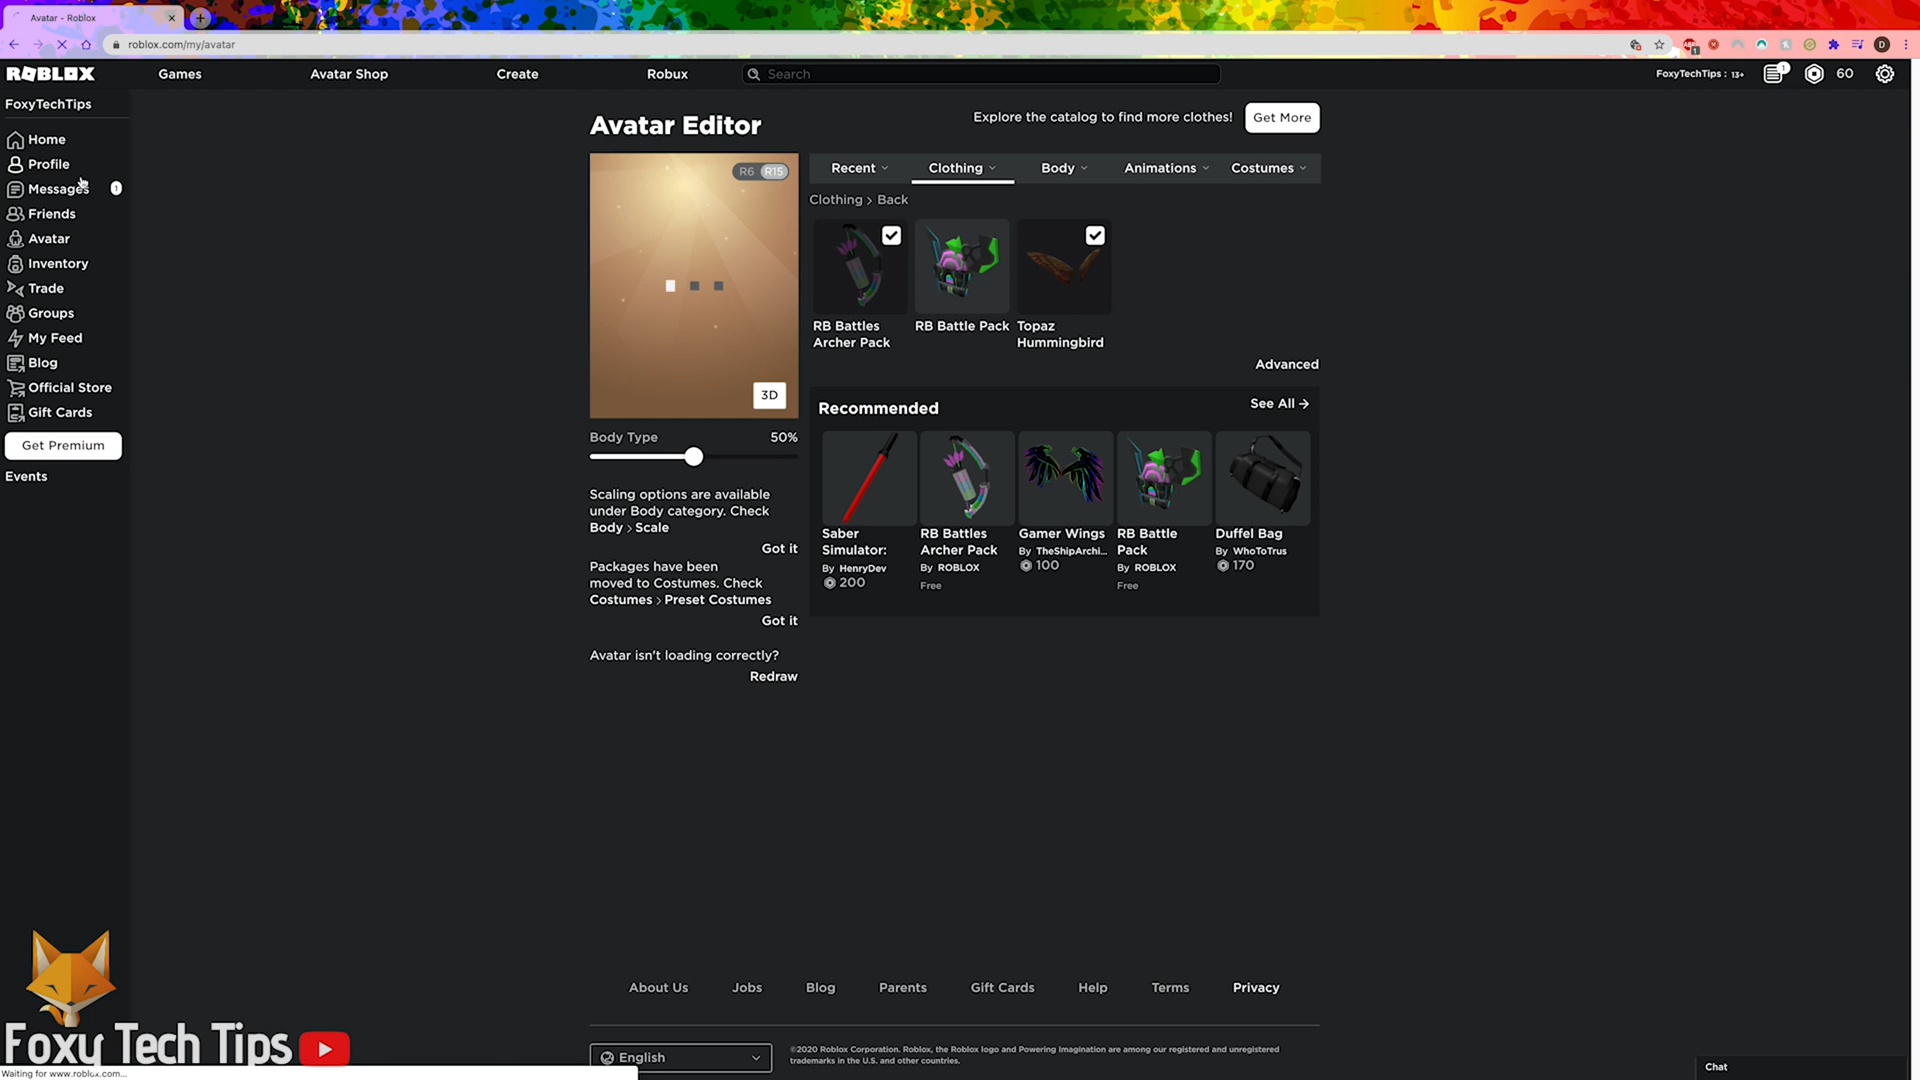 Avatar - Roblox
roblox.com/my/avatar
ROBLOX
Games
Avatar Shop
Create
Robux
Search
FoxyTechTips : 13+
1
60
FoxyTechTips
Home
Profile
Messages
1
Friends
Avatar
Inventory
Trade
Groups
My Feed
Blog
Official Store
Gift Cards
Get Premium
Events
Avatar Editor
Explore the catalog to find more clothes!
Get More
R6 R15
3D
Body Type 50%
Scaling options are available
under Body category. Check
Body > Scale
Got it
Packages have been
moved to Costumes. Check
Costumes > Preset Costumes
Got it
Avatar isn't loading correctly?
Redraw
Recent
Clothing
Body
Animations
Costumes
Clothing > Back
RB Battles
Archer Pack
RB Battle Pack
Topaz
Hummingbird
Advanced
Recommended
See All
Saber
Simulator:
By HenryDev
200
RB Battles
Archer Pack
By ROBLOX
Free
Gamer Wings
By TheShipArchi...
100
RB Battle
Pack
By ROBLOX
Free
Duffel Bag
By WhoToTrus
170
About Us
Jobs
Blog
Parents
Gift Cards
Help
Terms
Privacy
English
©2020 Roblox Corporation. Roblox, the Roblox logo and Powering Imagination are among our registered and unregistered
trademarks in the U.S. and other countries.
Chat
Foxy Tech Tips
Waiting for www.roblox.com...
D